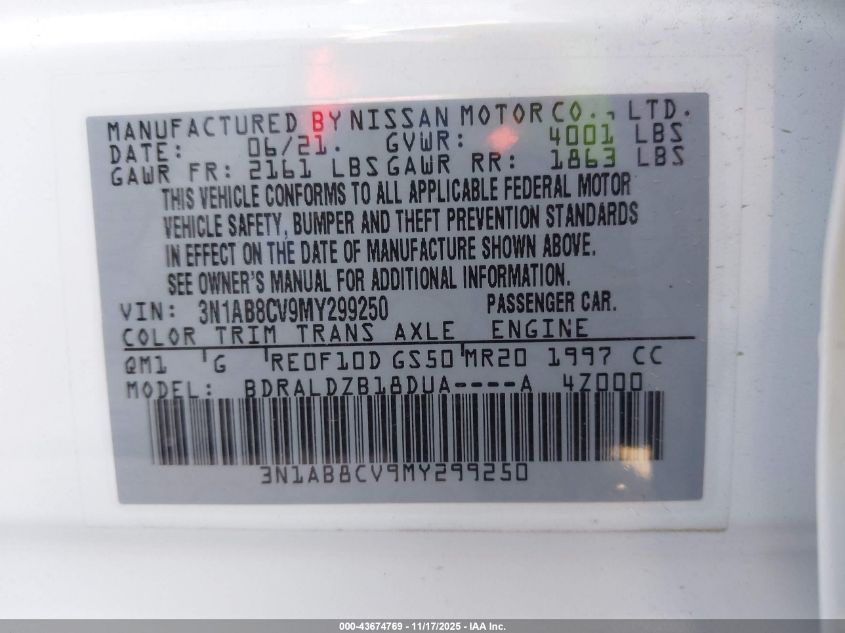 MANUFACTURED BY NISSAN MOTOR CO., LTD.
DATE: 06/21. GVWR: 4001 LBS
GAWR FR: 2161 LBS GAWR RR: 1863 LBS
THIS VEHICLE CONFORMS TO ALL APPLICABLE FEDERAL MOTOR
VEHICLE SAFETY, BUMPER AND THEFT PREVENTION STANDARDS
IN EFFECT ON THE DATE OF MANUFACTURE SHOWN ABOVE.
SEE OWNER'S MANUAL FOR ADDITIONAL INFORMATION.
VIN: 3N1AB8CV9MY299250 PASSENGER CAR.
COLOR TRIM TRANS AXLE ENGINE
QM1 G RE0F10D GS50 MR20 1997 CC
MODEL: BDRALDZB18DUA----A 4Z000
3N1AB8CV9MY299250
000-43674769 - 11/17/2025 - IAA Inc.